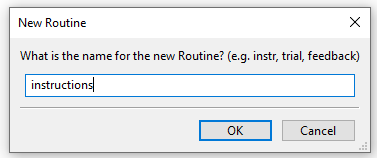 New Routine
What is the name for the new Routine? (e.g. instr, trial, feedback)
instructions
OK Cancel